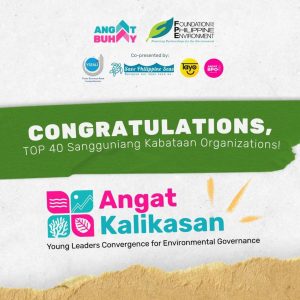 ANGAT
BUHAY
FOUNDATION for the
PHILIPPINE
ENVIRONMENT
Co-presented by:
Save Philippine Seas
CONGRATULATIONS,
TOP 40 Sangguniang Kabataan Organizations!
Angat
Kalikasan
Young Leaders Convergence for Environmental Governance